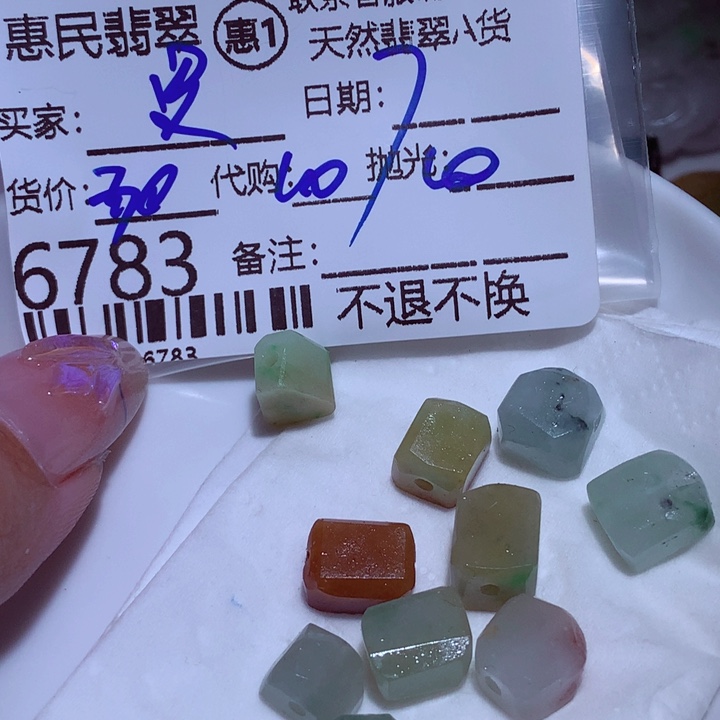 惠民翡翠 惠1
天然翡翠A货
买家： 日期：
货价： 代购： 抛光：
6783 备注：
不退不换
6783